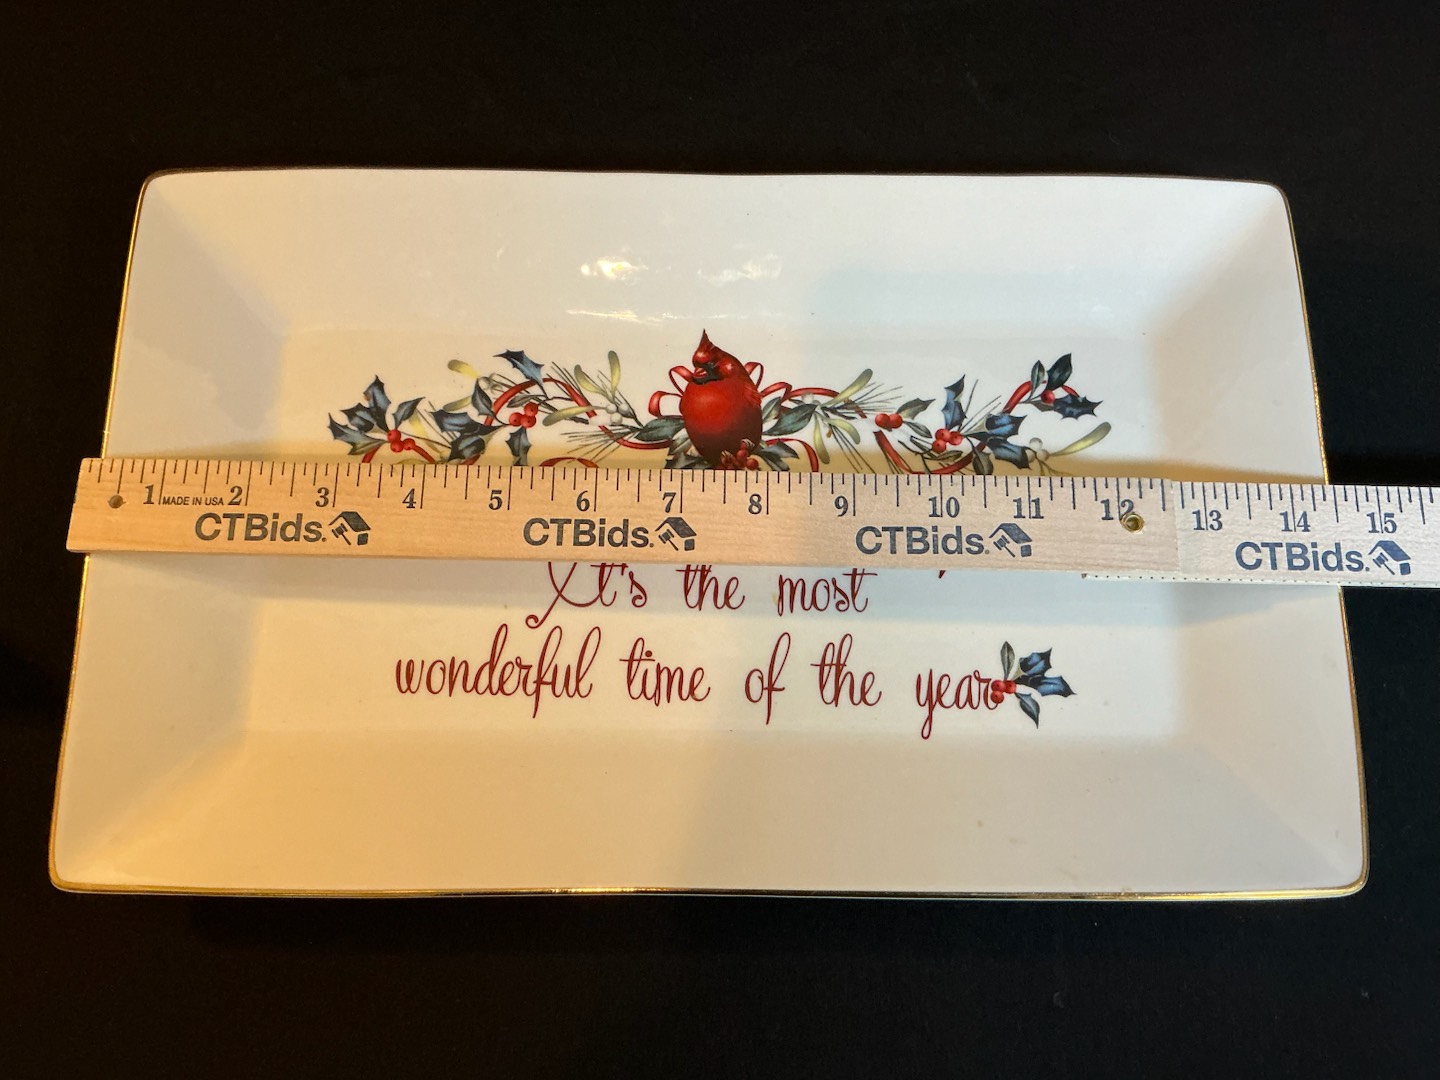 1 MADE IN USA 2 3 4 5 6 7 8 9 10 11 12 13 14 15
CTBids. CTBids. CTBids. CTBids.
It's the most
wonderful time of the year